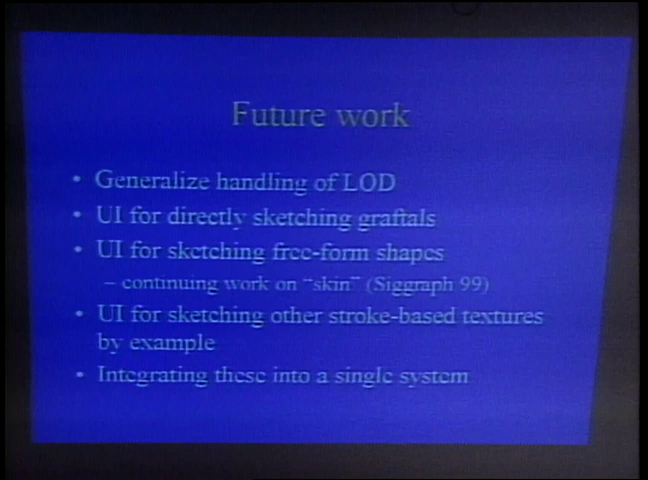 Future work
• Generalize handling of LOD
• UI for directly sketching graftals
• UI for sketching free-form shapes
– continuing work on "skin" (Siggraph 99)
• UI for sketching other stroke-based textures
by example
• Integrating these into a single system